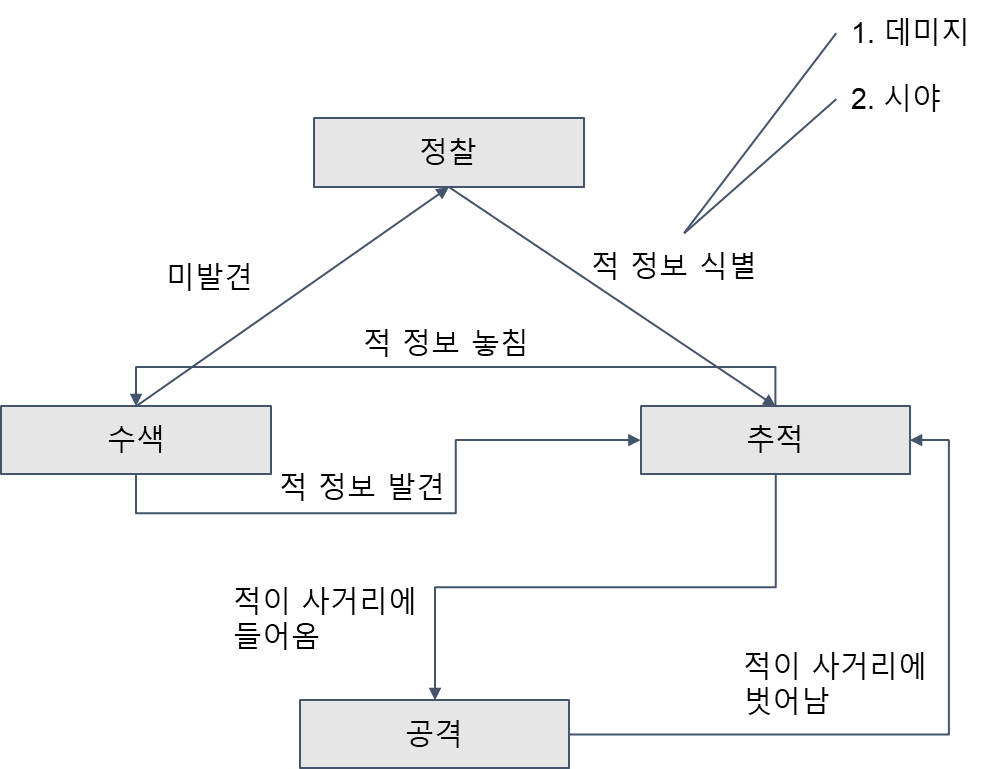 1. 데미지
2. 시야
정찰
적 정보 식별
미발견
적 정보 놓침
수색
추적
적 정보 발견
적이 사거리에
들어옴
적이 사거리에
벗어남
공격